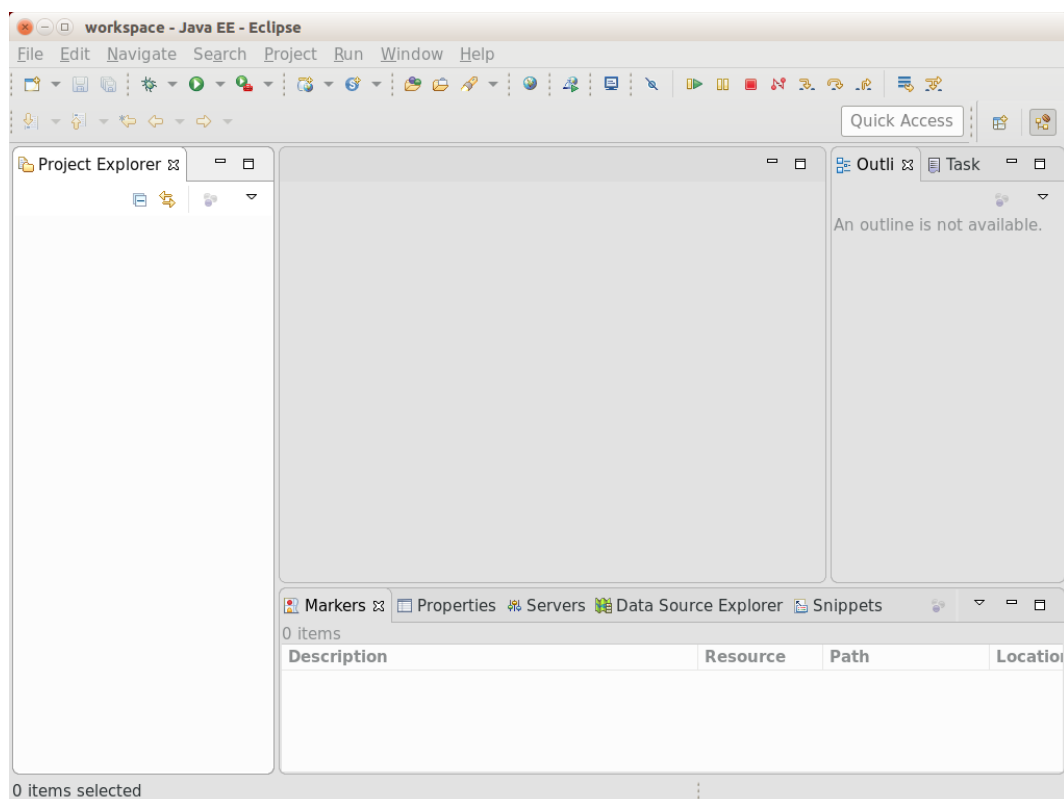 workspace - Java EE - Eclipse
File Edit Navigate Search Project Run Window Help
Quick Access
Project Explorer
Outli Task
An outline is not available.
Markers Properties Servers Data Source Explorer Snippets
0 items
Description Resource Path Location
0 items selected